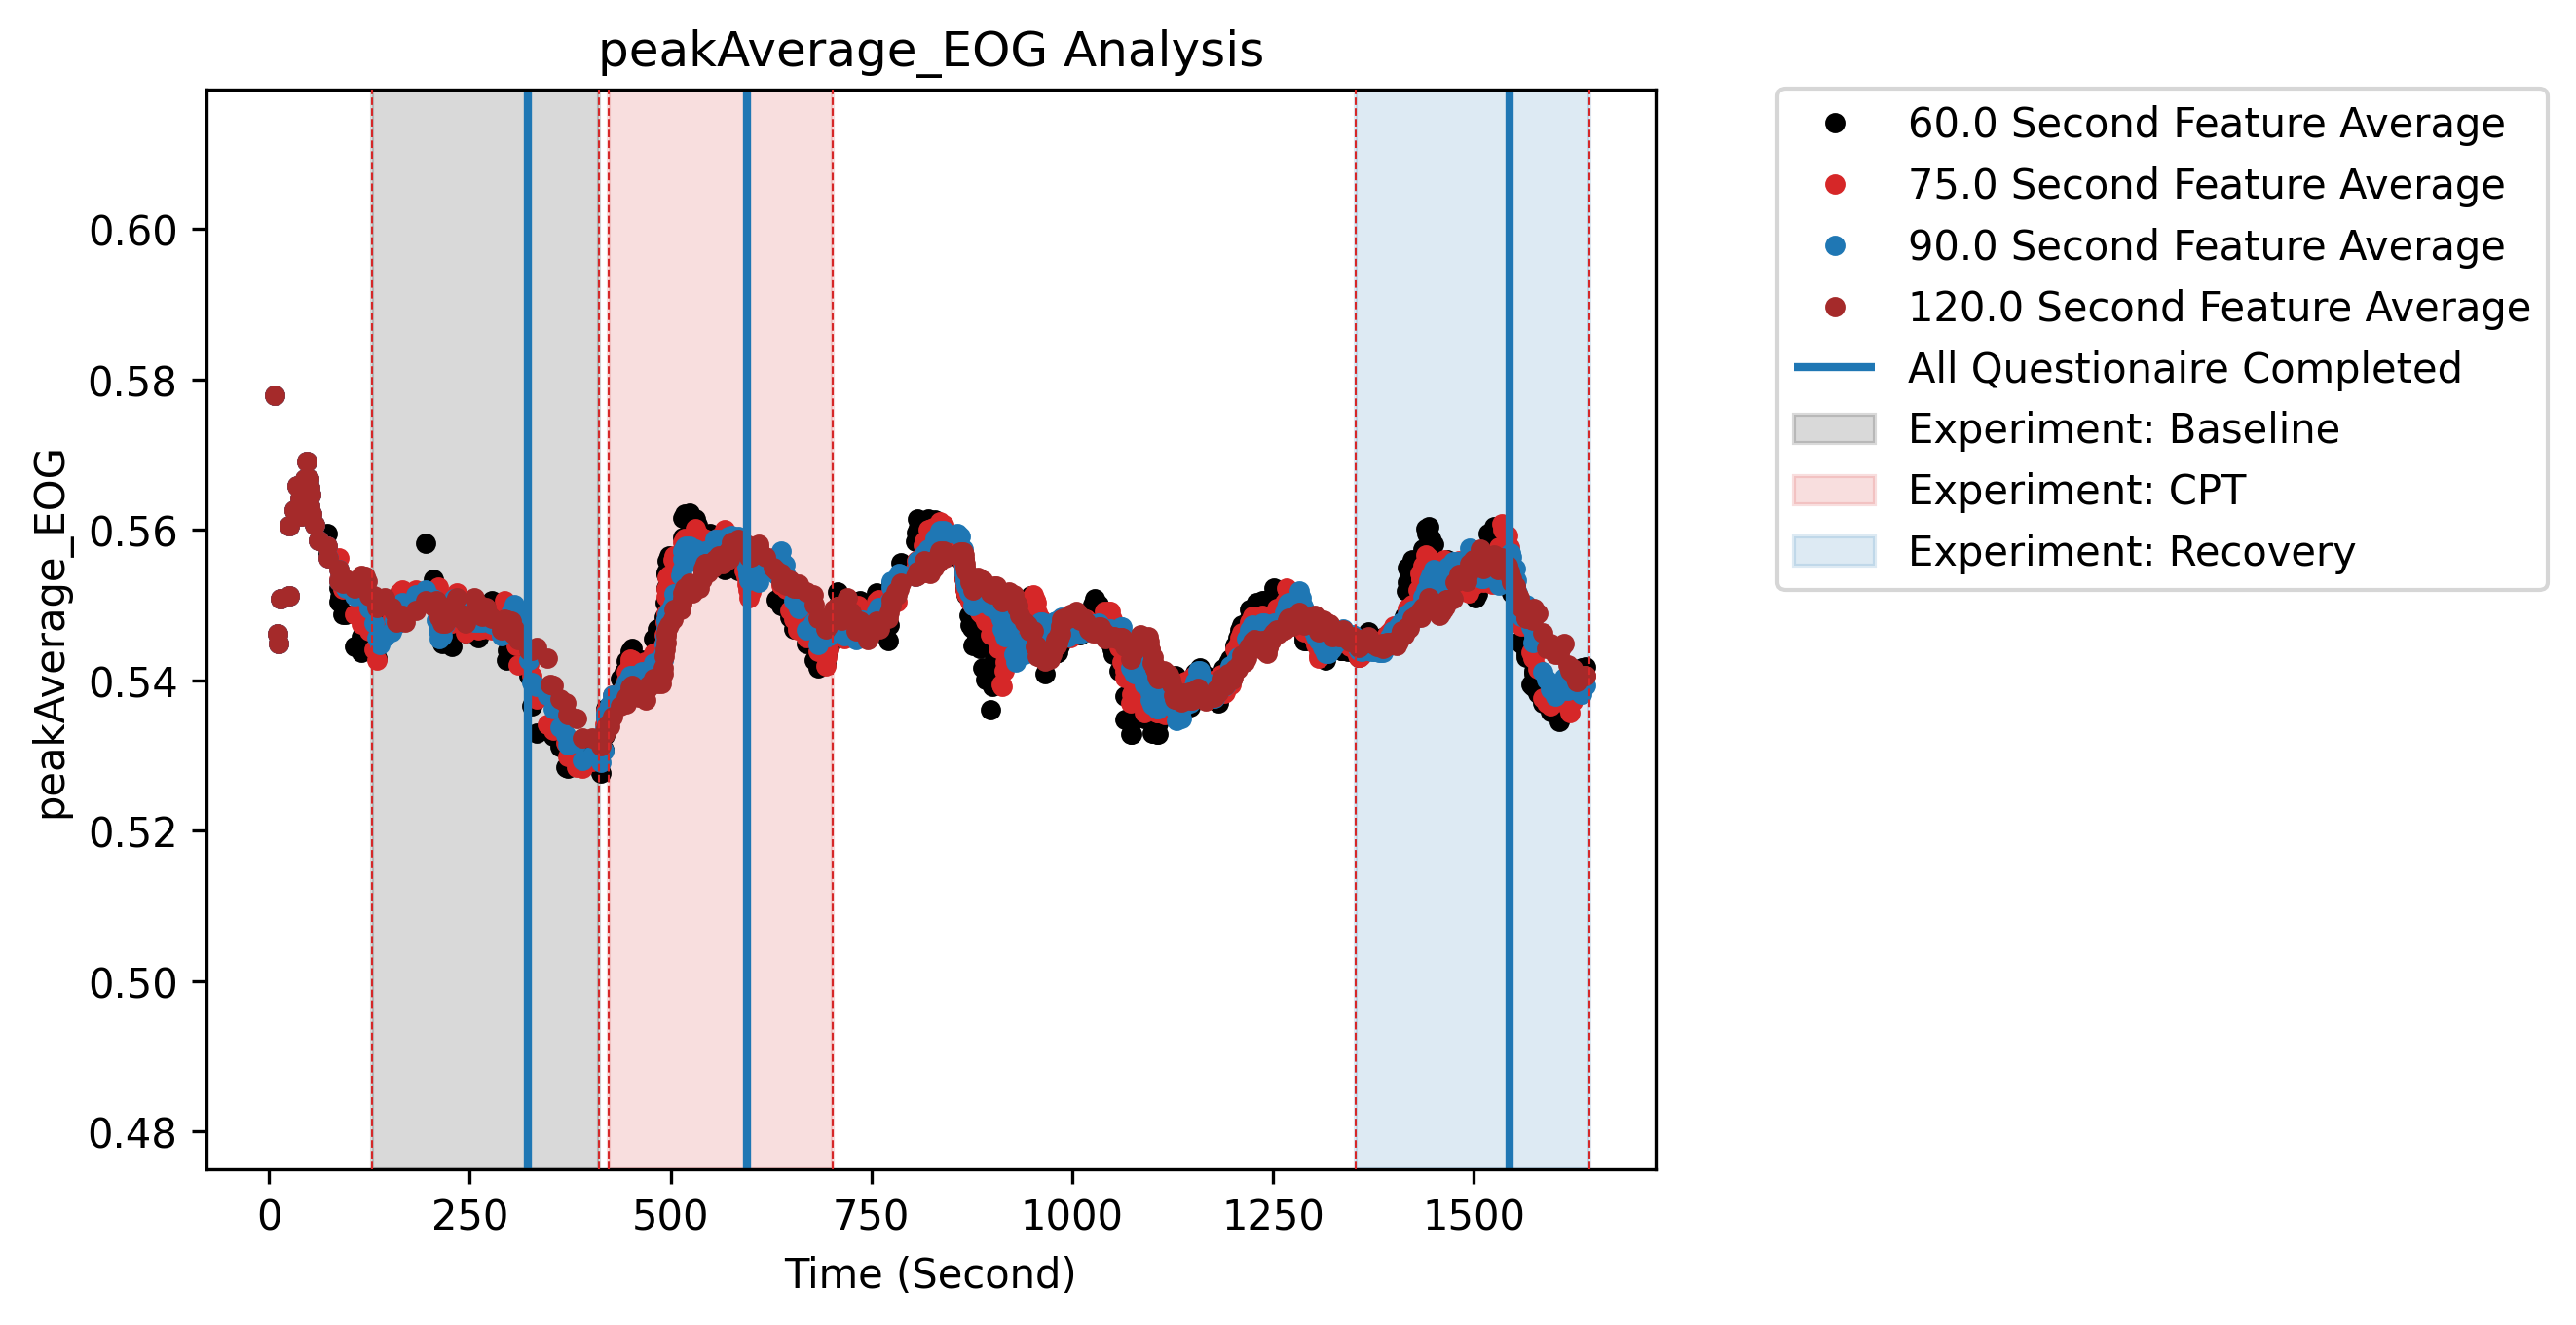 peakAverage_EOG Analysis
peakAverage_EOG
0.60
0.58
0.56
0.54
0.52
0.50
0.48
0
250
500
750
1000
1250
1500
Time (Second)
60.0 Second Feature Average
75.0 Second Feature Average
90.0 Second Feature Average
120.0 Second Feature Average
All Questionaire Completed
Experiment: Baseline
Experiment: CPT
Experiment: Recovery